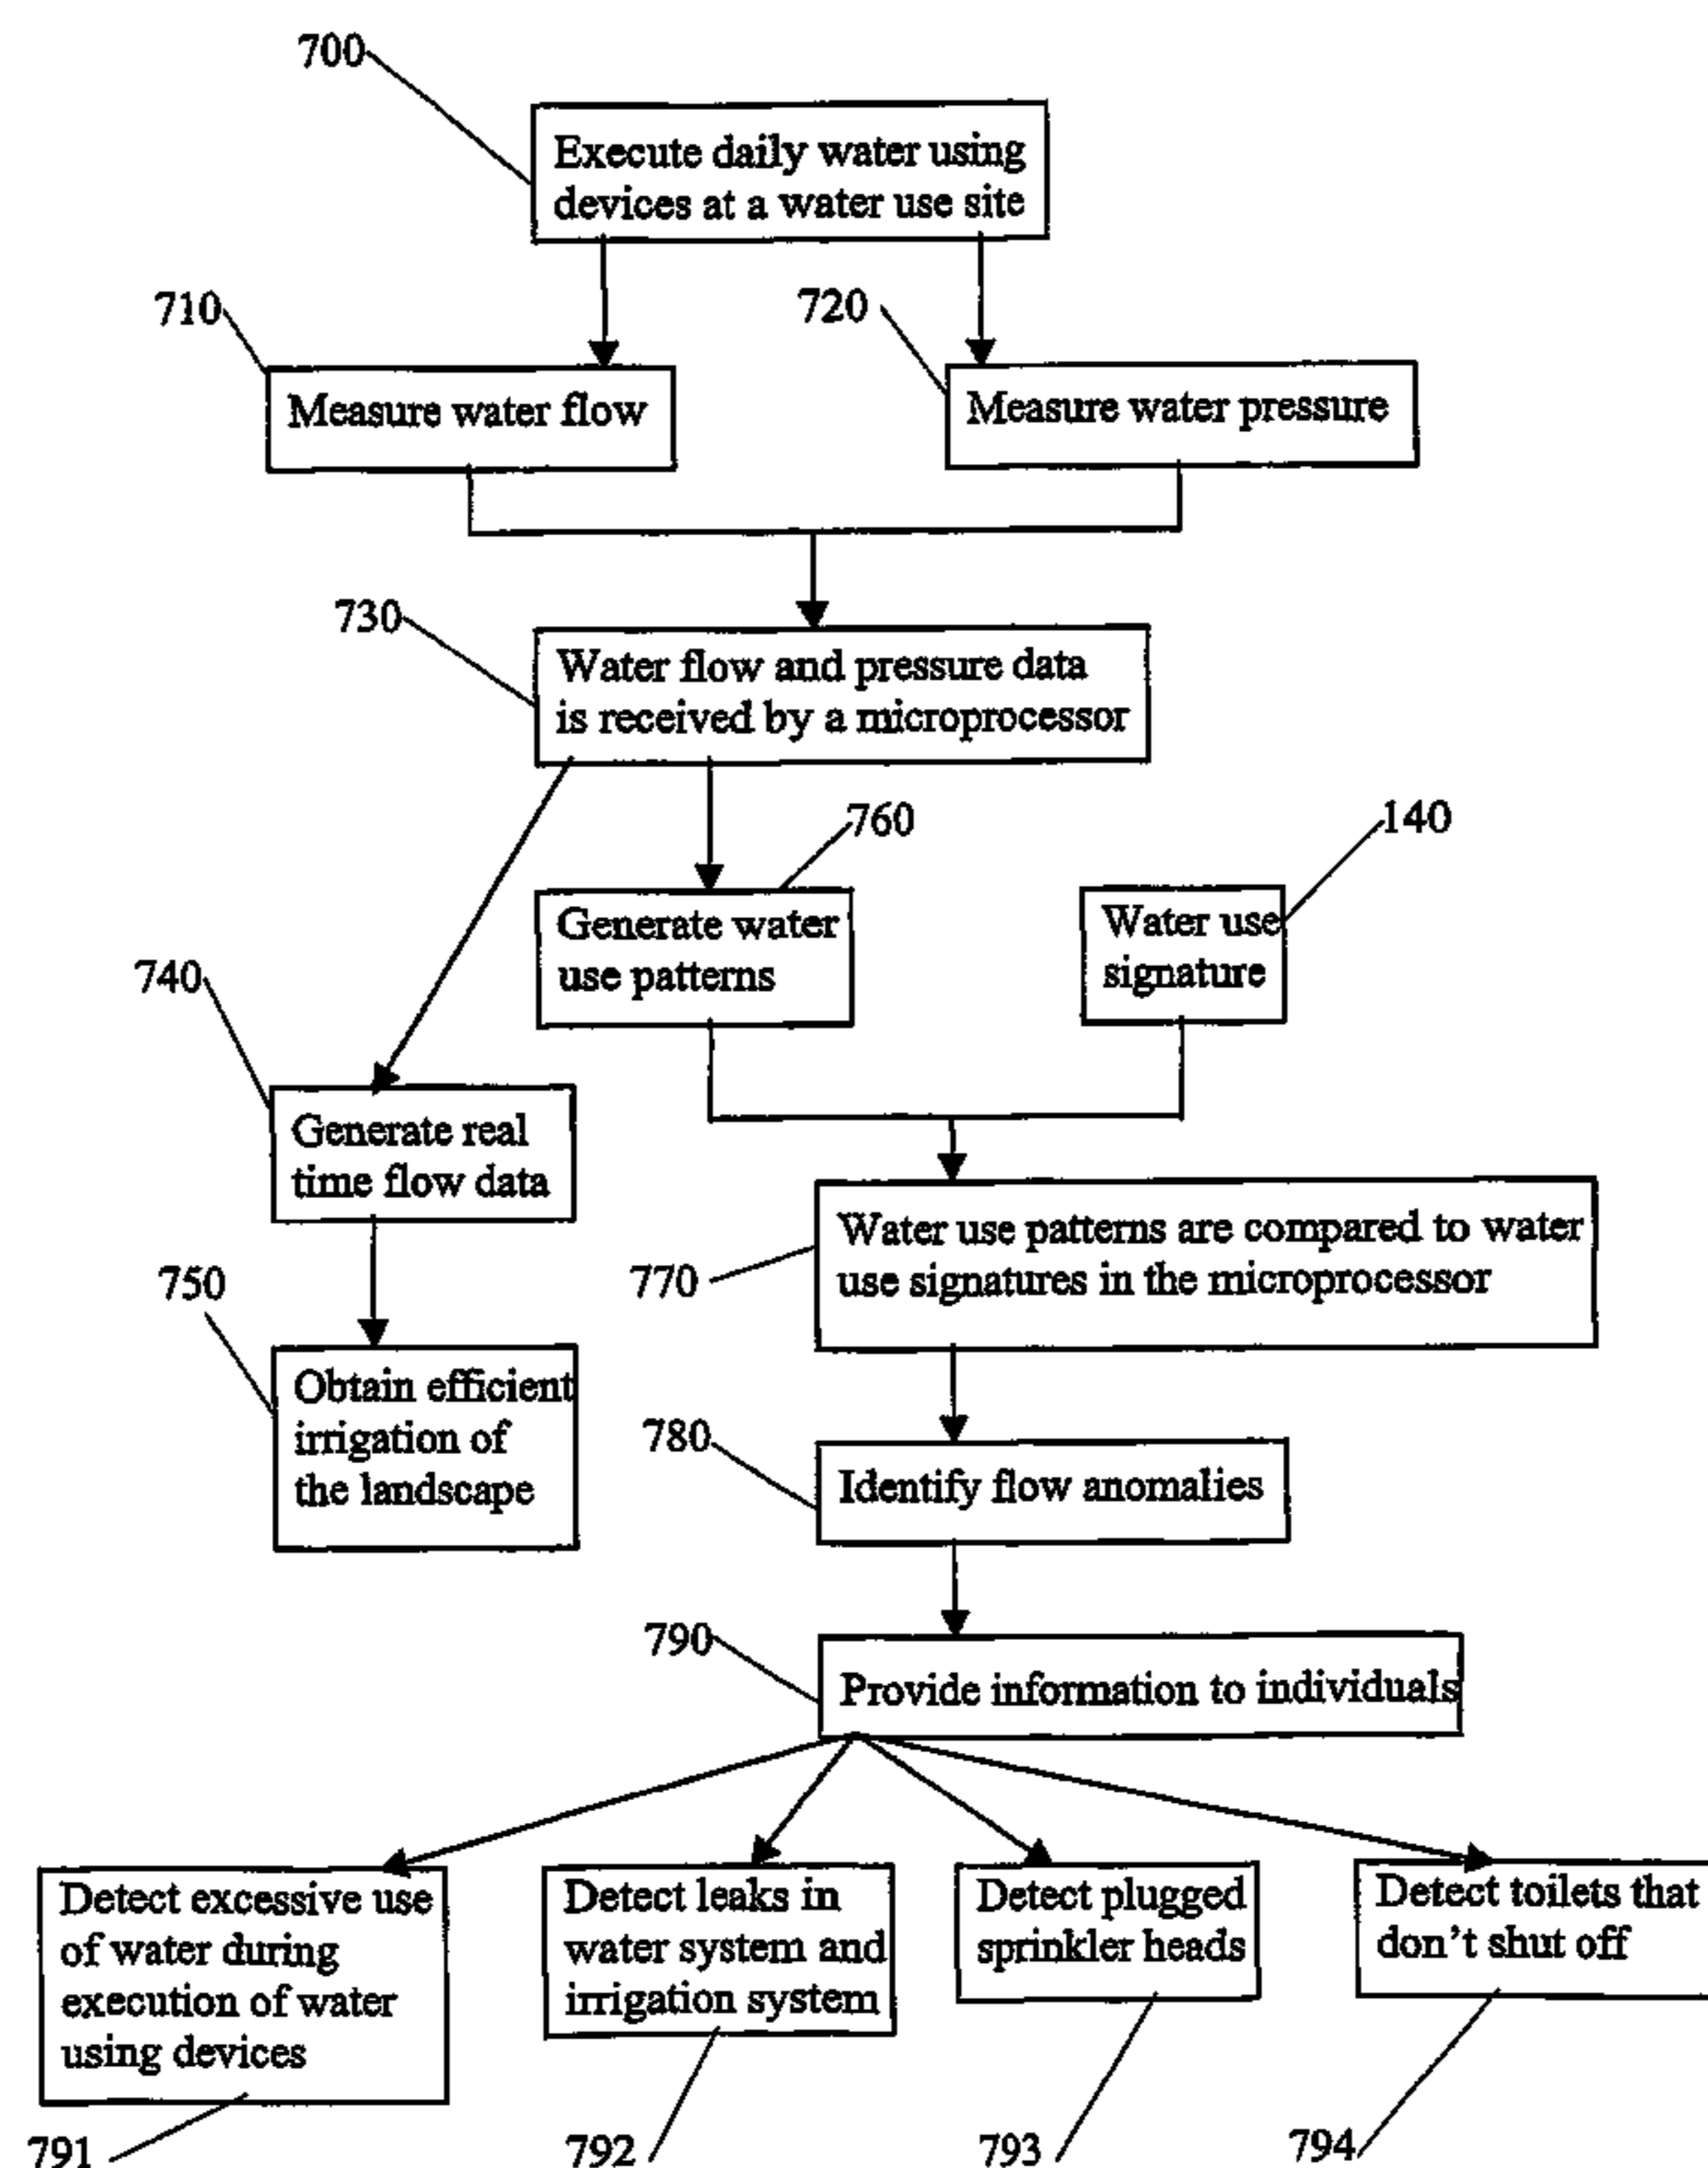 700
Execute daily water using
devices at a water use site
710
720
Measure water flow
Measure water pressure
730
Water flow and pressure data
is received by a microprocessor
760
140
Generate water
use patterns
Water use
signature
740
Generate real
time flow data
770
Water use patterns are compared to water
use signatures in the microprocessor
750
Obtain efficient
irrigation of
the landscape
780
Identify flow anomalies
790
Provide information to individuals
Detect excessive use
of water during
execution of water
using devices
Detect leaks in
water system and
irrigation system
Detect plugged
sprinkler heads
Detect toilets that
don't shut off
791
792
793
794